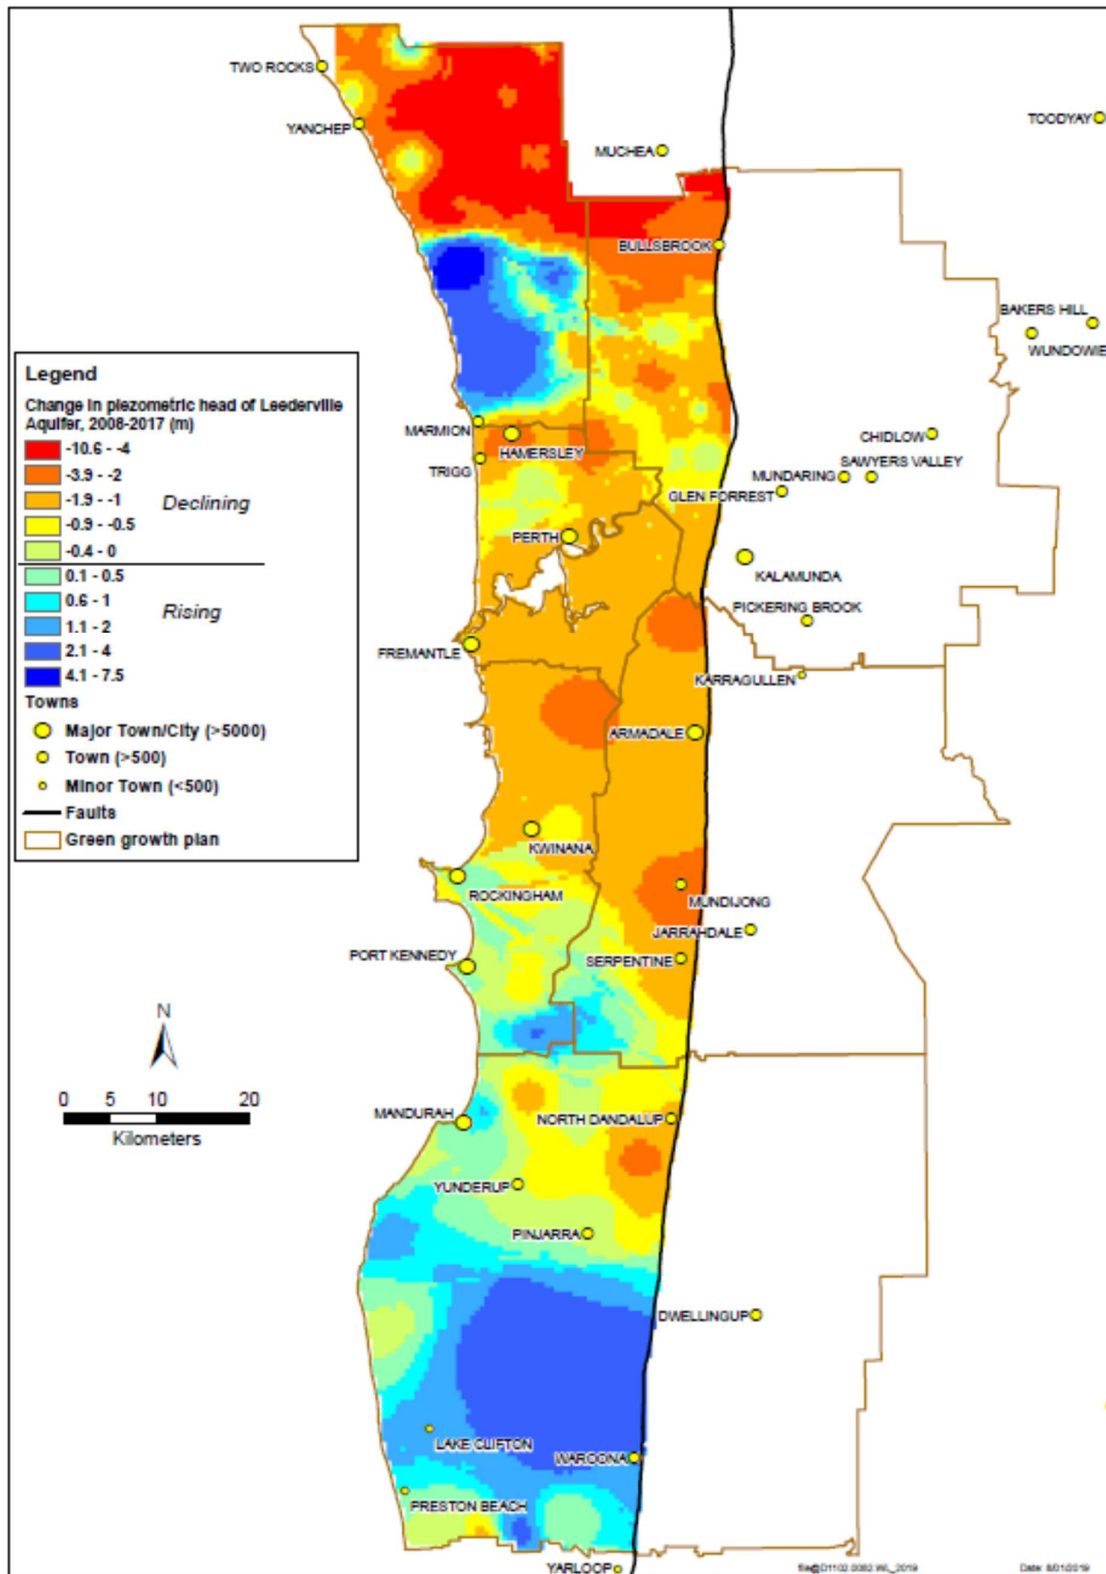 TWO ROCKS
YANCHEP
MUCHEA
TOODYAY
BULLSBROOK
BAKERS HILL
WUNDOWIE
Legend
Change in piezometric head of Leederville
Aquifer, 2008-2017 (m)
-10.6 - -4
-3.9 - -2
-1.9 - -1
Declining
-0.9 - -0.5
-0.4 - 0
0.1 - 0.5
0.6 - 1
Rising
1.1 - 2
2.1 - 4
4.1 - 7.5
Towns
Major Town/City (>5000)
Town (>500)
Minor Town (<500)
Faults
Green growth plan
MARMION
HAMERSLEY
TRIGG
CHIDLOW
SAWYERS VALLEY
MUNDARING
GLEN FORREST
PERTH
KALAMUNDA
PICKERING BROOK
FREMANTLE
KARRAGULLEN
ARMADALE
KWINANA
ROCKINGHAM
MUNDIJONG
JARRAHDALE
PORT KENNEDY
SERPENTINE
N
0 5 10 20
Kilometers
MANDURAH
NORTH DANDALUP
YUNDERUP
PINJARRA
DWELLINGUP
LAKE CLIFTON
WAROONA
PRESTON BEACH
YARLOOP
Date: 8/01/2019